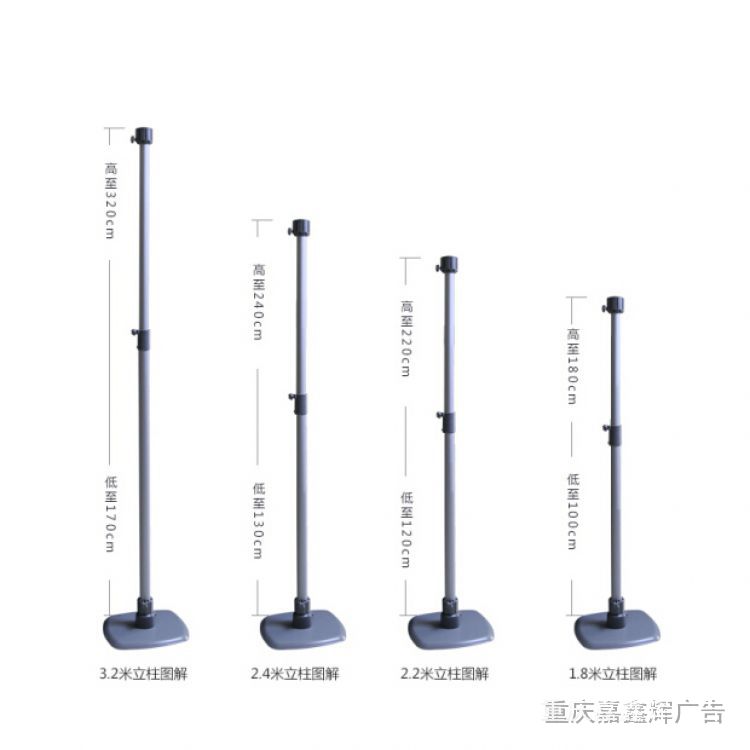 高至320cm
低至170cm
高至240cm
低至130cm
高至220cm
低至120cm
高至180cm
低至100cm
3.2米立柱图解
2.4米立柱图解
2.2米立柱图解
1.8米立柱图解
重庆嘉鑫辉广告